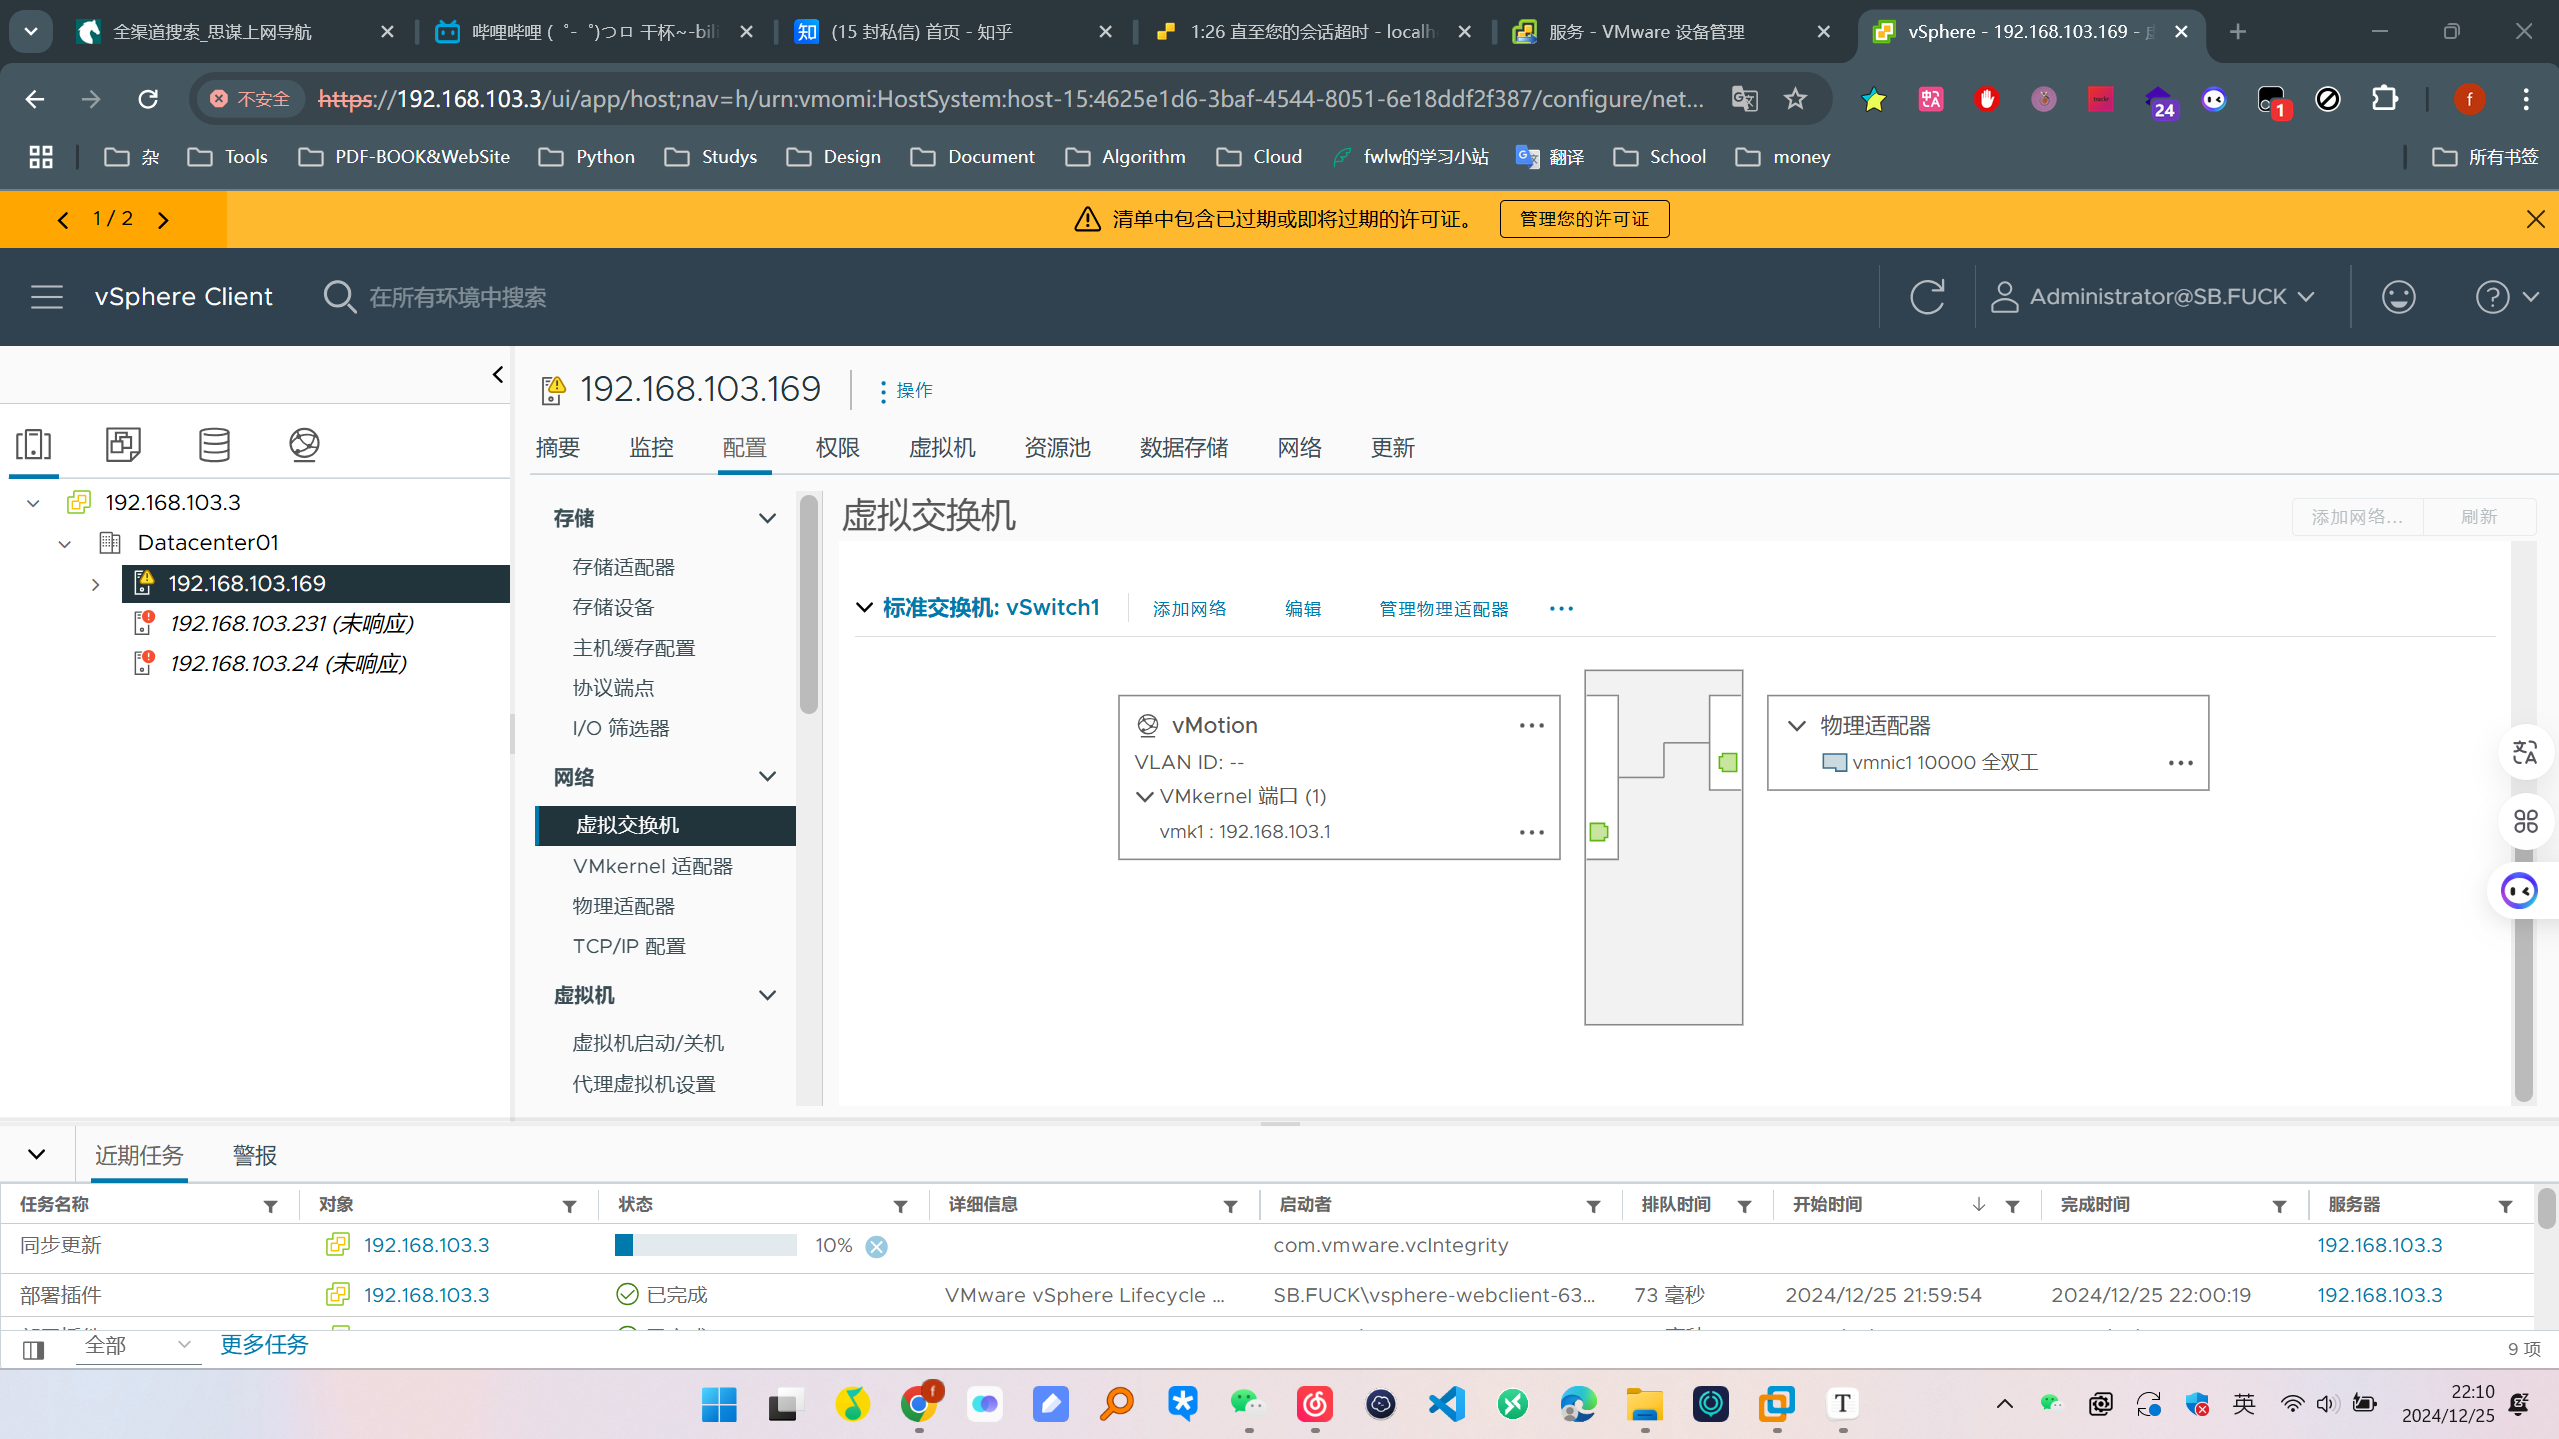 全渠道搜索_思谋上网导航
哔哩哔哩 (゜-゜)つロ 干杯~-bili
(15 封私信) 首页 - 知乎
1:26 直至您的会话超时 - localh
服务 - VMware 设备管理
vSphere - 192.168.103.169 -
不安全
https://192.168.103.3/ui/app/host;nav=h/urn:vmomi:HostSystem:host-15:4625e1d6-3baf-4544-8051-6e18ddf2f387/configure/net...
24
1
f
杂
Tools
PDF-BOOK&WebSite
Python
Studys
Design
Document
Algorithm
Cloud
fwlw的学习小站
翻译
School
money
所有书签
1 / 2
清单中包含已过期或即将过期的许可证。
管理您的许可证
vSphere Client
在所有环境中搜索
Administrator@SB.FUCK
192.168.103.3
Datacenter01
192.168.103.169
192.168.103.231 (未响应)
192.168.103.24 (未响应)
192.168.103.169
操作
摘要
监控
配置
权限
虚拟机
资源池
数据存储
网络
更新
存储
存储适配器
存储设备
主机缓存配置
协议端点
I/O 筛选器
网络
虚拟交换机
VMkernel 适配器
物理适配器
TCP/IP 配置
虚拟机
虚拟机启动/关机
代理虚拟机设置
虚拟交换机
添加网络...
刷新
标准交换机: vSwitch1
添加网络
编辑
管理物理适配器
vMotion
VLAN ID: --
VMkernel 端口 (1)
vmk1 : 192.168.103.1
物理适配器
vmnic1 10000 全双工
近期任务
警报
任务名称
对象
状态
详细信息
启动者
排队时间
开始时间
完成时间
服务器
同步更新
192.168.103.3
10%
com.vmware.vcIntegrity
192.168.103.3
部署插件
192.168.103.3
已完成
VMware vSphere Lifecycle ...
SB.FUCK\vsphere-webclient-63...
73 毫秒
2024/12/25 21:59:54
2024/12/25 22:00:19
192.168.103.3
全部
更多任务
9 项
英
22:10
2024/12/25